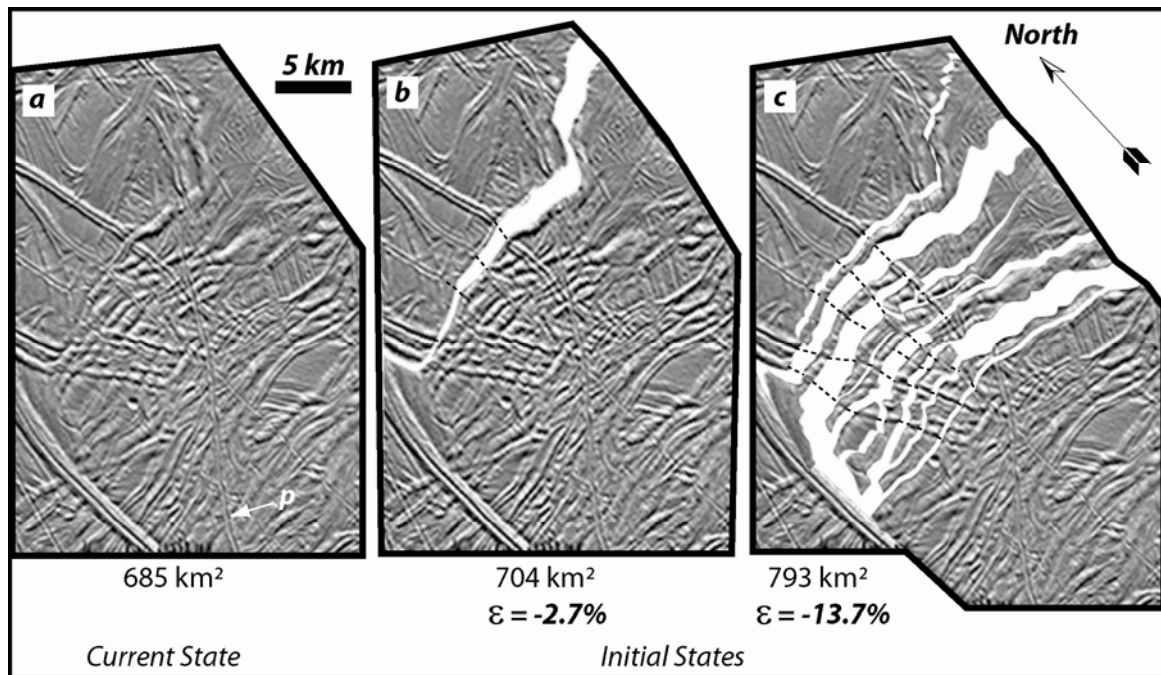 North
5 km
a
b
c
p
685 km²
704 km²
793 km²
ε = -2.7%
ε = -13.7%
Current State
Initial States